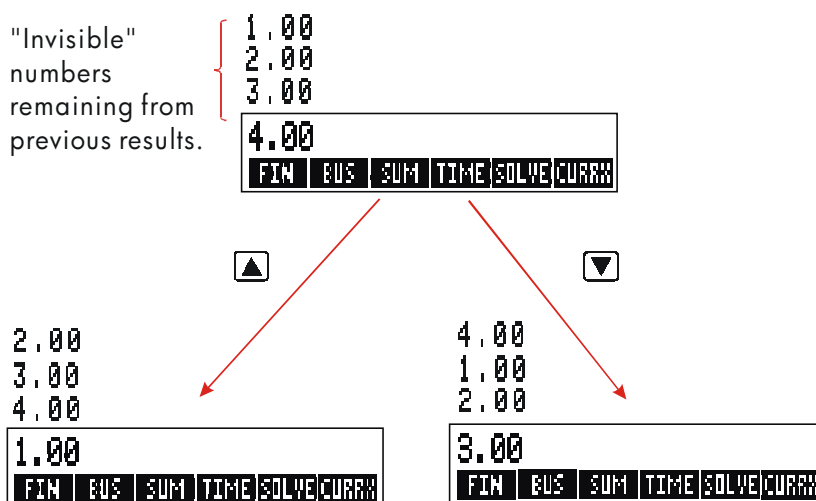 "Invisible"
numbers
remaining from
previous results.
1.00
2.00
3.00
4.00
FIN BUS SUM TIME SOLVE CURRX
2.00
3.00
4.00
1.00
FIN BUS SUM TIME SOLVE CURRX
4.00
1.00
2.00
3.00
FIN BUS SUM TIME SOLVE CURRX